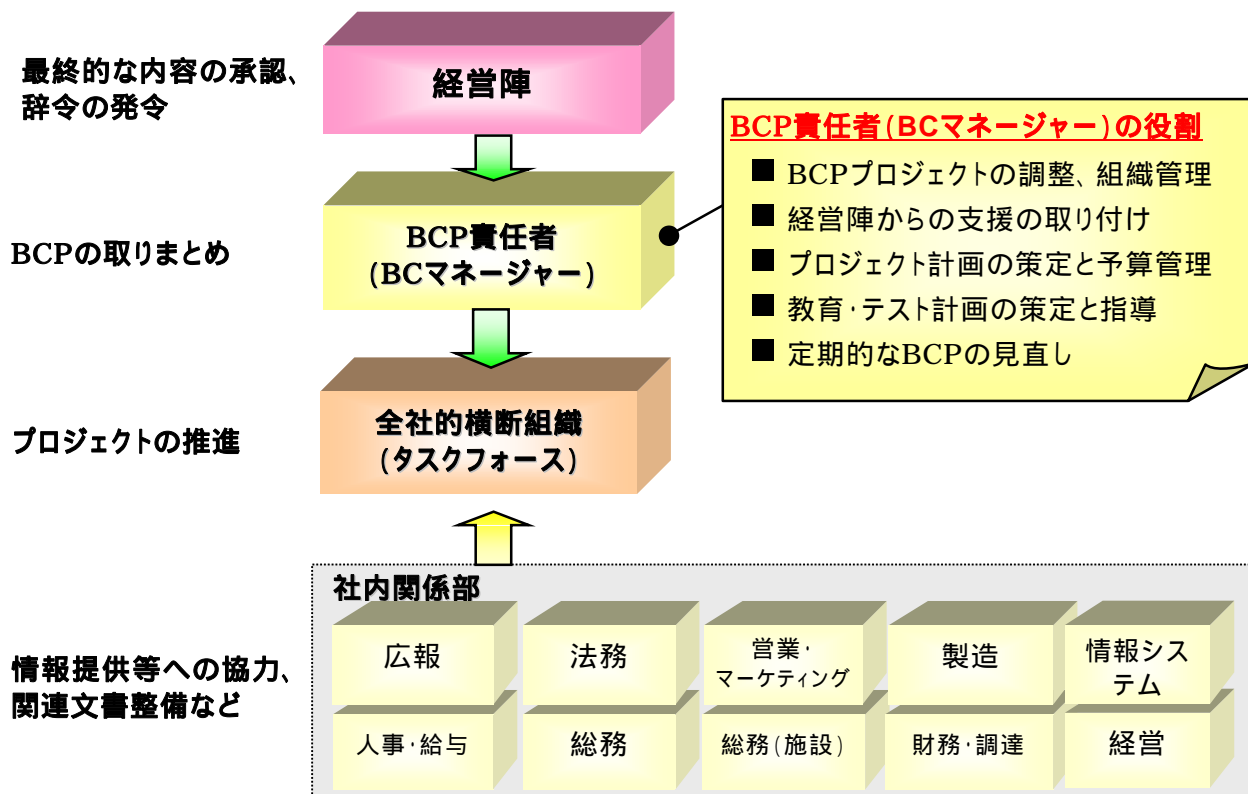 最終的な内容の承認、
辞令の発令
経営陣
BCP責任者(BCマネージャー)の役割
■ BCPプロジェクトの調整、組織管理
■ 経営陣からの支援の取り付け
■ プロジェクト計画の策定と予算管理
■ 教育・テスト計画の策定と指導
■ 定期的なBCPの見直し
BCPの取りまとめ
BCP責任者
(BCマネージャー)
プロジェクトの推進
全社的横断組織
(タスクフォース)
情報提供等への協力、
関連文書整備など
社内関係部
広報
法務
営業・
マーケティング
製造
情報シス
テム
人事・給与
総務
総務(施設)
財務・調達
経営